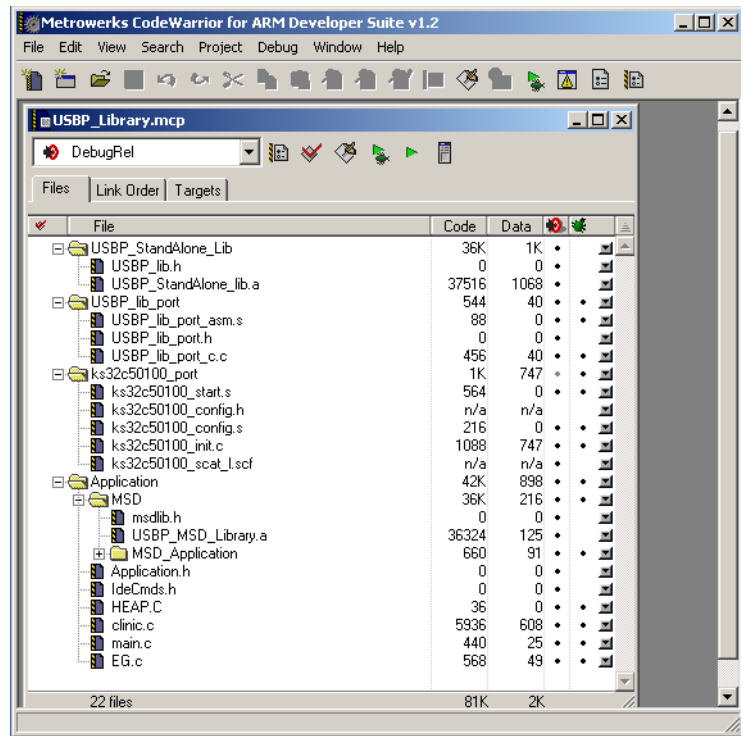 Metrowerks CodeWarrior for ARM Developer Suite v1.2
File Edit View Search Project Debug Window Help
USBP_Library.mcp
DebugRel
Files Link Order Targets
File Code Data
USBP_StandAlone_Lib 36K 1K
USBP_lib.h 0 0
USBP_StandAlone_lib.a 37516 1068
USBP_lib_port 544 40
USBP_lib_port_asm.s 88 0
USBP_lib_port.h 0 0
USBP_lib_port_c.c 456 40
ks32c50100_port 1K 747
ks32c50100_start.s 564 0
ks32c50100_config.h n/a n/a
ks32c50100_config.s 216 0
ks32c50100_init.c 1088 747
ks32c50100_scat_l.scf n/a n/a
Application 42K 898
MSD 36K 216
msdlib.h 0 0
USBP_MSD_Library.a 36324 125
MSD_Application 660 91
Application.h 0 0
IdeCmds.h 0 0
HEAP.C 36 0
clinic.c 5936 608
main.c 440 25
EG.c 568 49
22 files 81K 2K